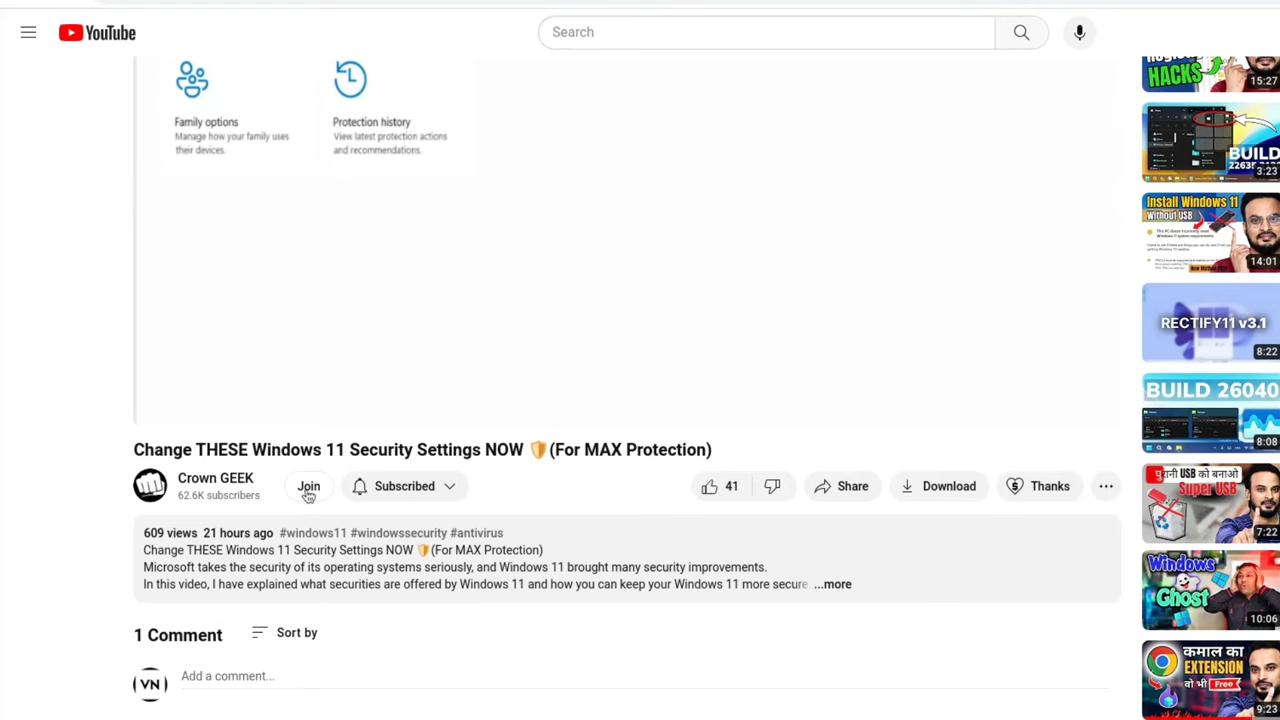 YouTube
Search
Family options
Manage how your family uses
their devices.
Protection history
View latest protection actions
and recommendations.
HACKS
15:27
BUILD
3:23
Install Windows 11
Without USB
14:01
RECTIFY11 v3.1
8:22
BUILD 26040
8:08
पुरानी USB को बनाओ
Super USB
7:22
Windows
Ghost
10:06
कमाल का
EXTENSION
वो भी Free
9:23
Change THESE Windows 11 Security Settings NOW 🛡️(For MAX Protection)
Crown GEEK
62.6K subscribers
Join
Subscribed
41
Share
Download
Thanks
609 views 21 hours ago #windows11 #windowssecurity #antivirus
Change THESE Windows 11 Security Settings NOW 🛡️(For MAX Protection)
Microsoft takes the security of its operating systems seriously, and Windows 11 brought many security improvements.
In this video, I have explained what securities are offered by Windows 11 and how you can keep your Windows 11 more secure. ...more
1 Comment
Sort by
VN
Add a comment...